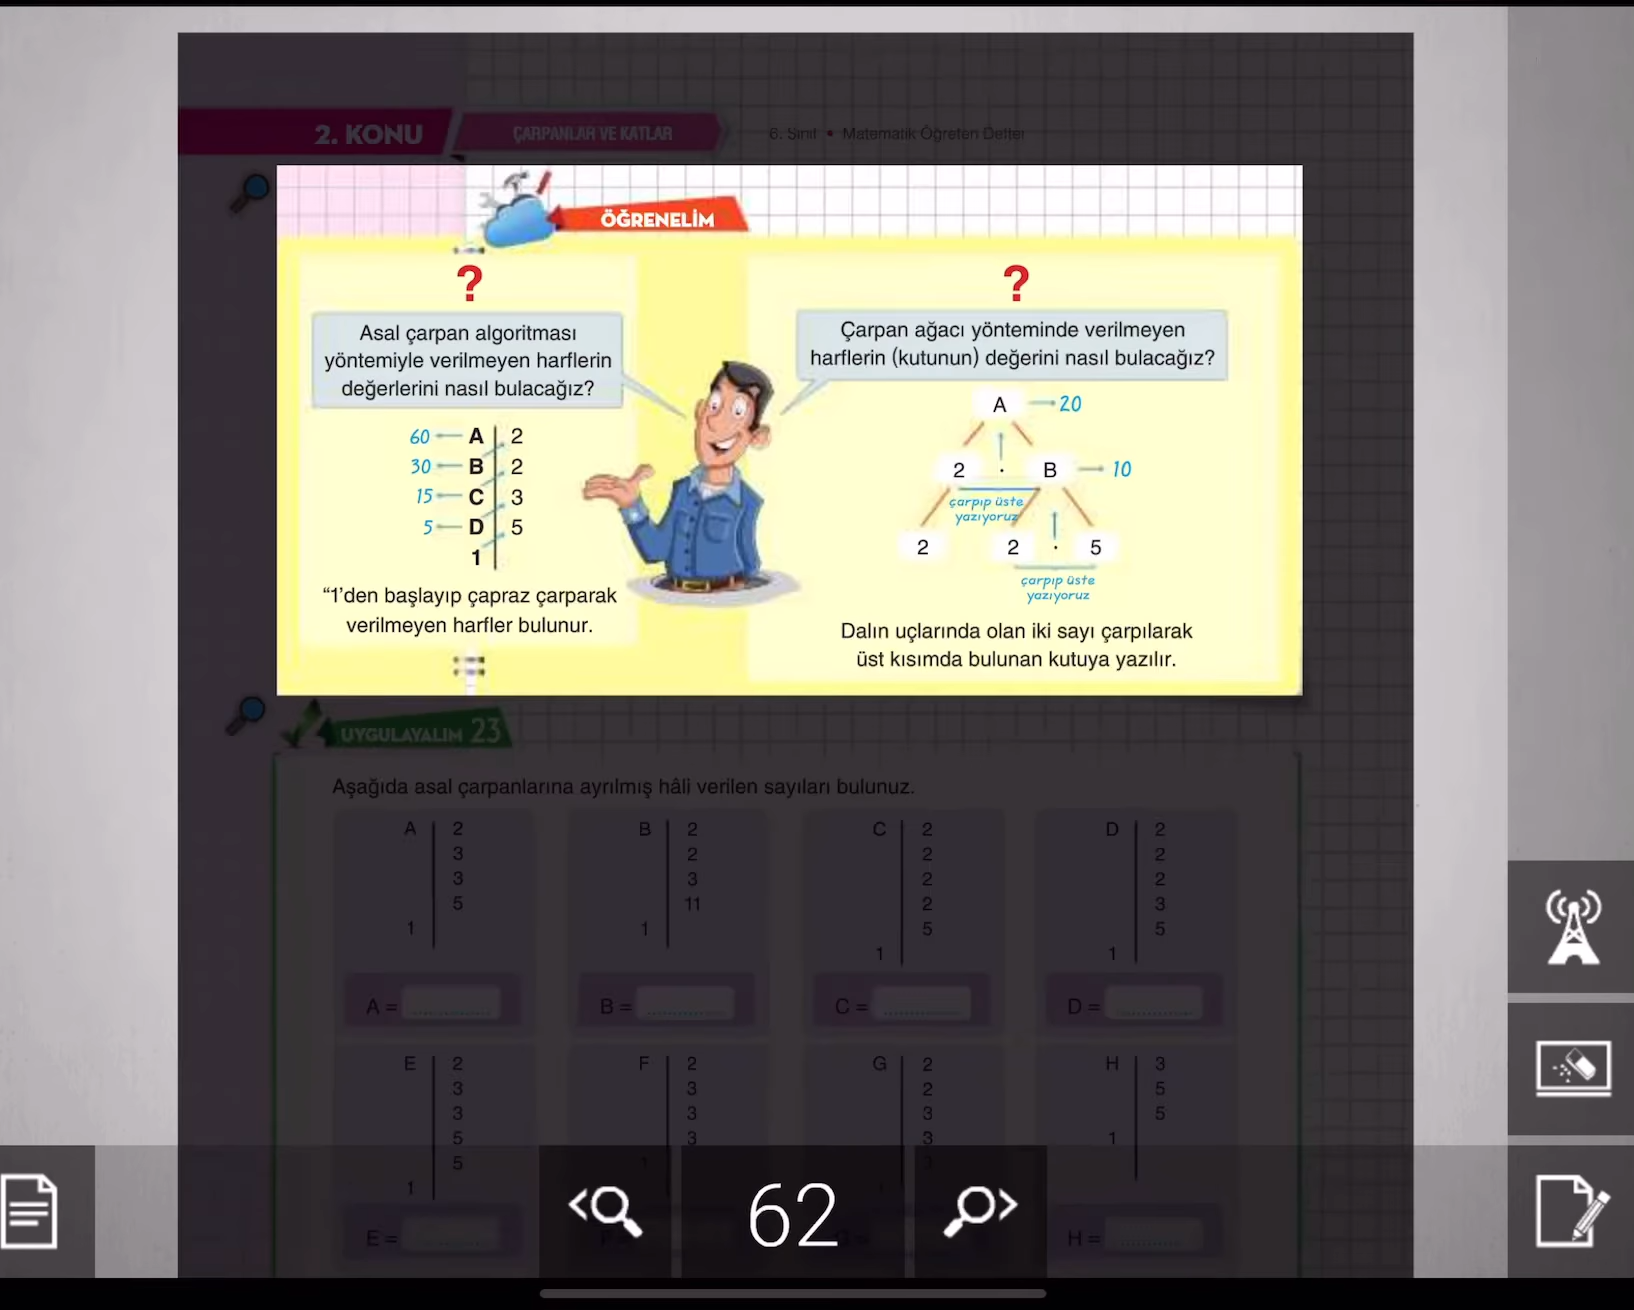 2. KONU
ÇARPANLAR VE KATLAR
6. Sınıf • Matematik Öğreten Defter
ÖĞRENELİM
?
Asal çarpan algoritması
yöntemiyle verilmeyen harflerin
değerlerini nasıl bulacağız?
60 A 2
30 B 2
15 C 3
5 D 5
1
“1’den başlayıp çapraz çarparak
verilmeyen harfler bulunur.
?
Çarpan ağacı yönteminde verilmeyen
harflerin (kutunun) değerini nasıl bulacağız?
A 20
2 . B 10
çarpıp üste
yazıyoruz
2 2 . 5
çarpıp üste
yazıyoruz
Dalın uçlarında olan iki sayı çarpılarak
üst kısımda bulunan kutuya yazılır.
UYGULAYALIM 23
Aşağıda asal çarpanlarına ayrılmış hâli verilen sayıları bulunuz.
A 2
3
3
5
1
A = ..............
B 2
2
3
11
1
B = ..............
C 2
2
2
2
5
1
C = ..............
D 2
2
2
3
5
1
D = ..............
E 2
3
3
5
5
1
E = ..............
F 2
3
3
3
G 2
2
3
3
H 3
5
5
1
H = ..............
62